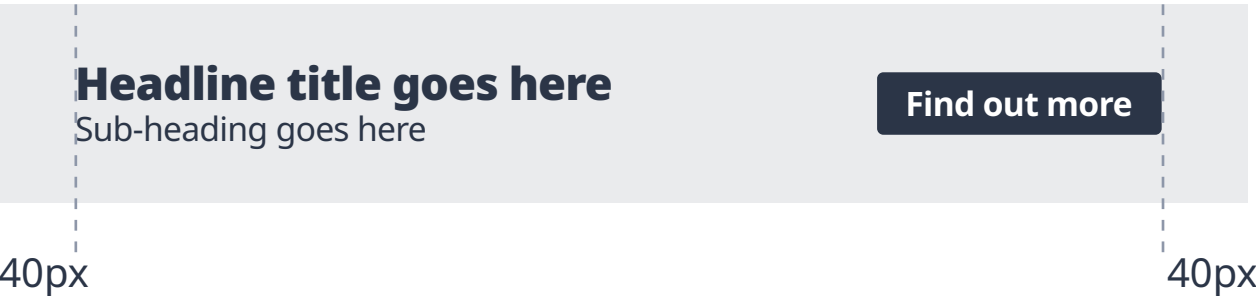 Headline title goes here
Sub-heading goes here
Find out more
40px
40px